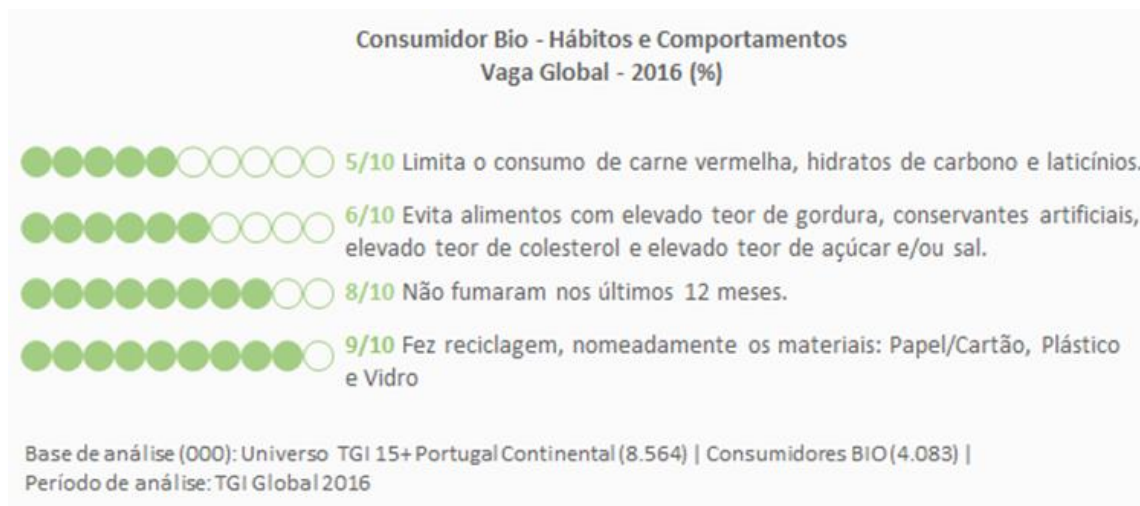 Consumidor Bio - Hábitos e Comportamentos
Vaga Global - 2016 (%)
5/10 Limita o consumo de carne vermelha, hidratos de carbono e laticínios.
6/10 Evita alimentos com elevado teor de gordura, conservantes artificiais,
elevado teor de colesterol e elevado teor de açúcar e/ou sal.
8/10 Não fumaram nos últimos 12 meses.
9/10 Fez reciclagem, nomeadamente os materiais: Papel/Cartão, Plástico
e Vidro
Base de análise (000): Universo TGI 15+ Portugal Continental (8.564) | Consumidores BIO (4.083) |
Período de análise: TGI Global 2016